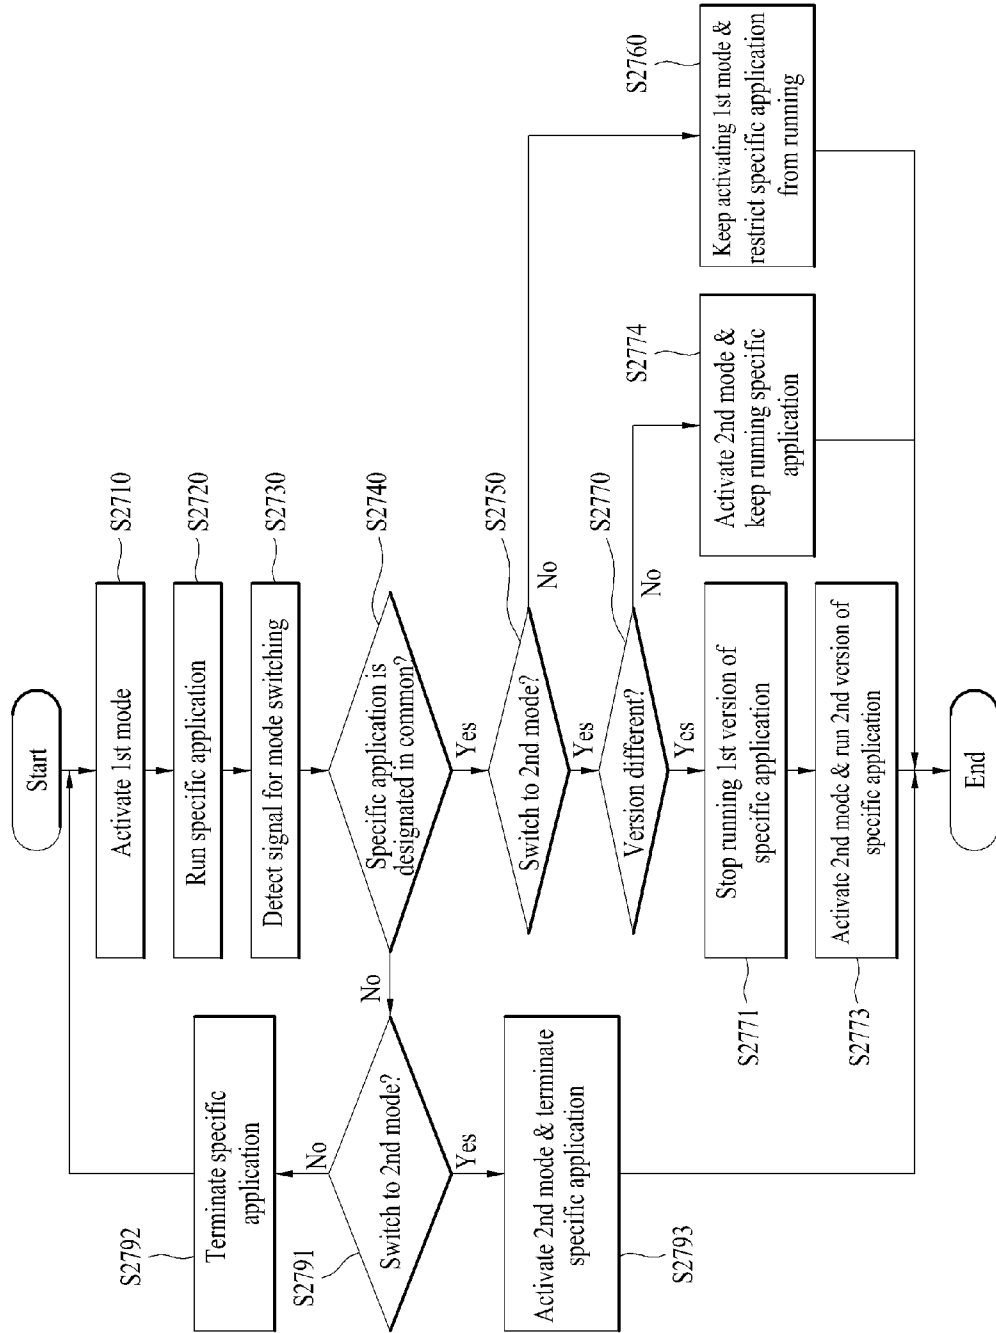 Start
Activate 1st mode
S2710
Run specific application
S2720
Detect signal for mode switching
S2730
Specific application is
designated in common?
S2740
No
Yes
Switch to 2nd mode?
S2750
No
Yes
Version different?
S2770
No
Yes
Stop running 1st version of
specific application
S2771
Activate 2nd mode & run 2nd version of
specific application
S2773
Activate 2nd mode &
keep running specific
application
S2774
Keep activating 1st mode &
restrict specific application
from running
S2760
Switch to 2nd mode?
S2791
No
Yes
Terminate specific
application
S2792
Activate 2nd mode & terminate
specific application
S2793
End